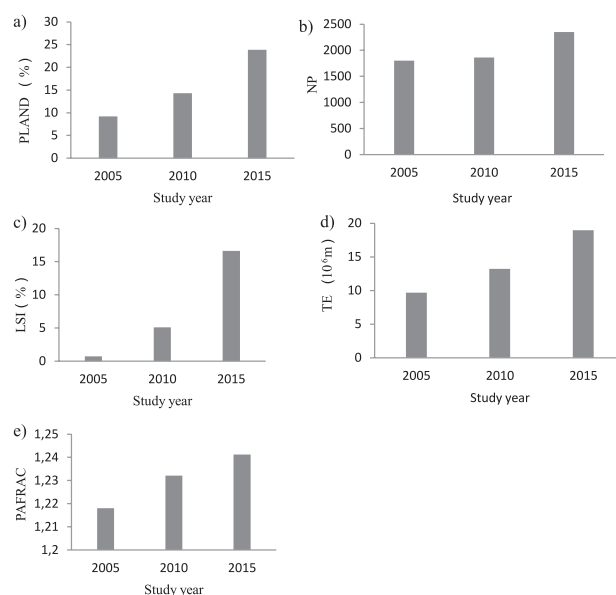 a)
PLAND ( % )
30
25
20
15
10
5
0
2005 2010 2015
Study year
b)
NP
2500
2000
1500
1000
500
0
2005 2010 2015
Study year
c)
LSI ( % )
20
15
10
5
0
2005 2010 2015
Study year
d)
TE (10⁶m)
20
15
10
5
0
2005 2010 2015
Study year
e)
PAFRAC
1,25
1,24
1,23
1,22
1,21
1,2
2005 2010 2015
Study year